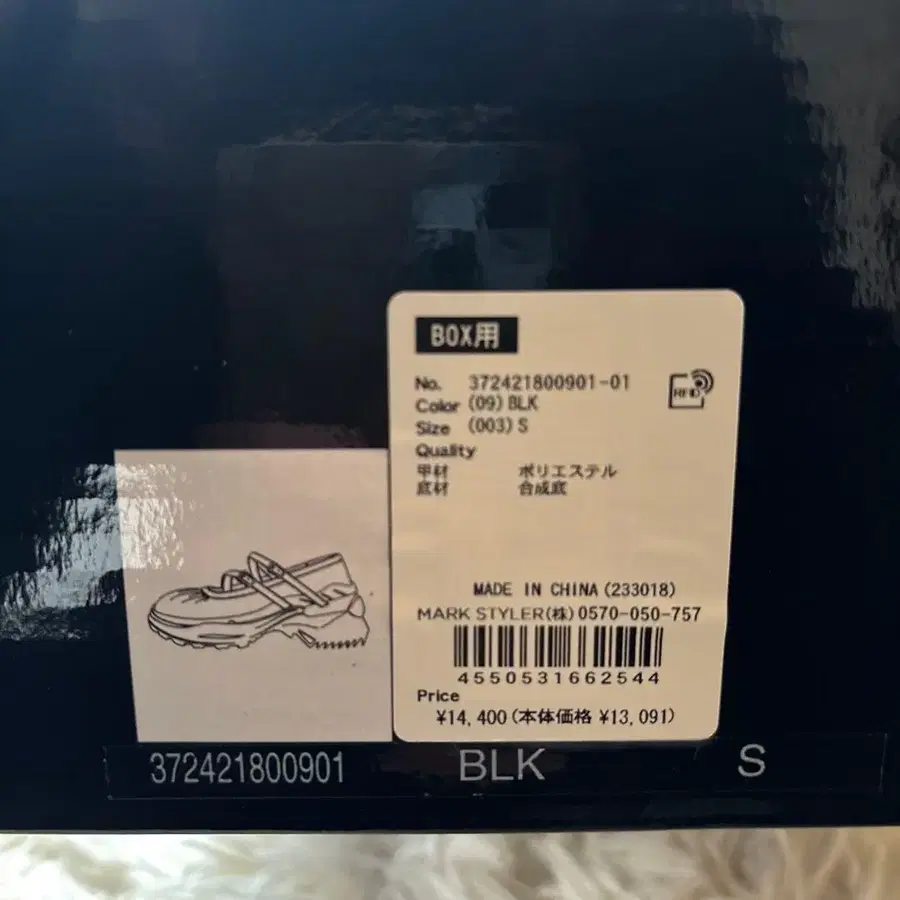 BOX用
No. 372421800901-01
RFID
Color (09) BLK
Size (003) S
Quality
甲材 ポリエステル
底材 合成底
MADE IN CHINA (233018)
MARK STYLER(株) 0570-050-757
4550531662544
Price
¥14,400 (本体価格 ¥13,091)
372421800901 BLK S